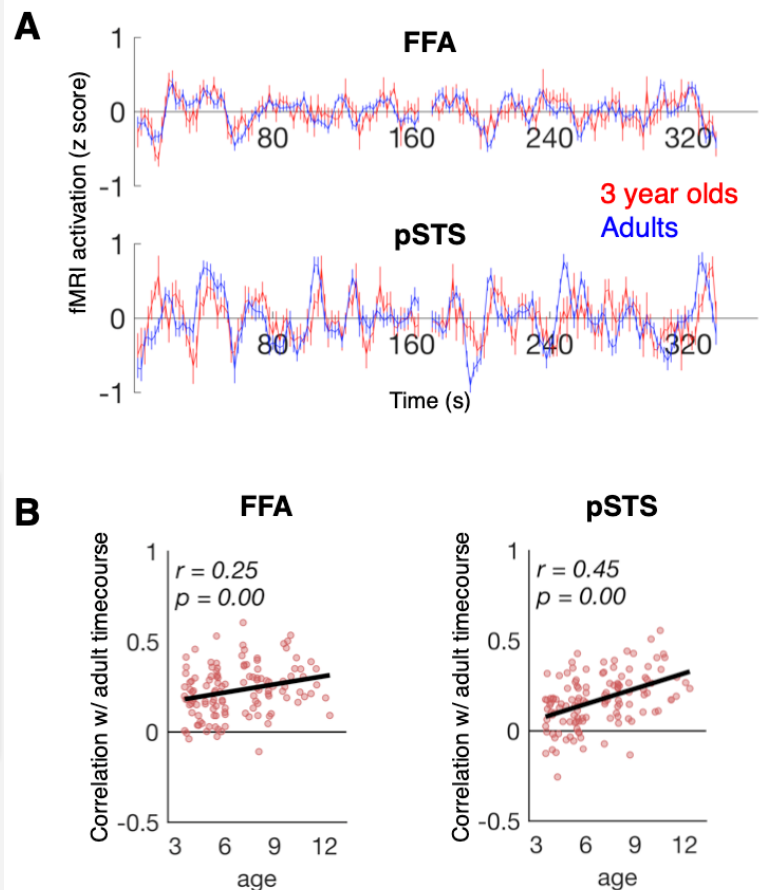 A
FFA
1
0
-1
80
160
240
320
fMRI activation (z score)
3 year olds
Adults
pSTS
1
0
-1
80
160
240
320
Time (s)
B
FFA
Correlation w/ adult timecourse
1
0.5
0
-0.5
r = 0.25
p = 0.00
3 6 9 12
age
pSTS
Correlation w/ adult timecourse
1
0.5
0
-0.5
r = 0.45
p = 0.00
3 6 9 12
age